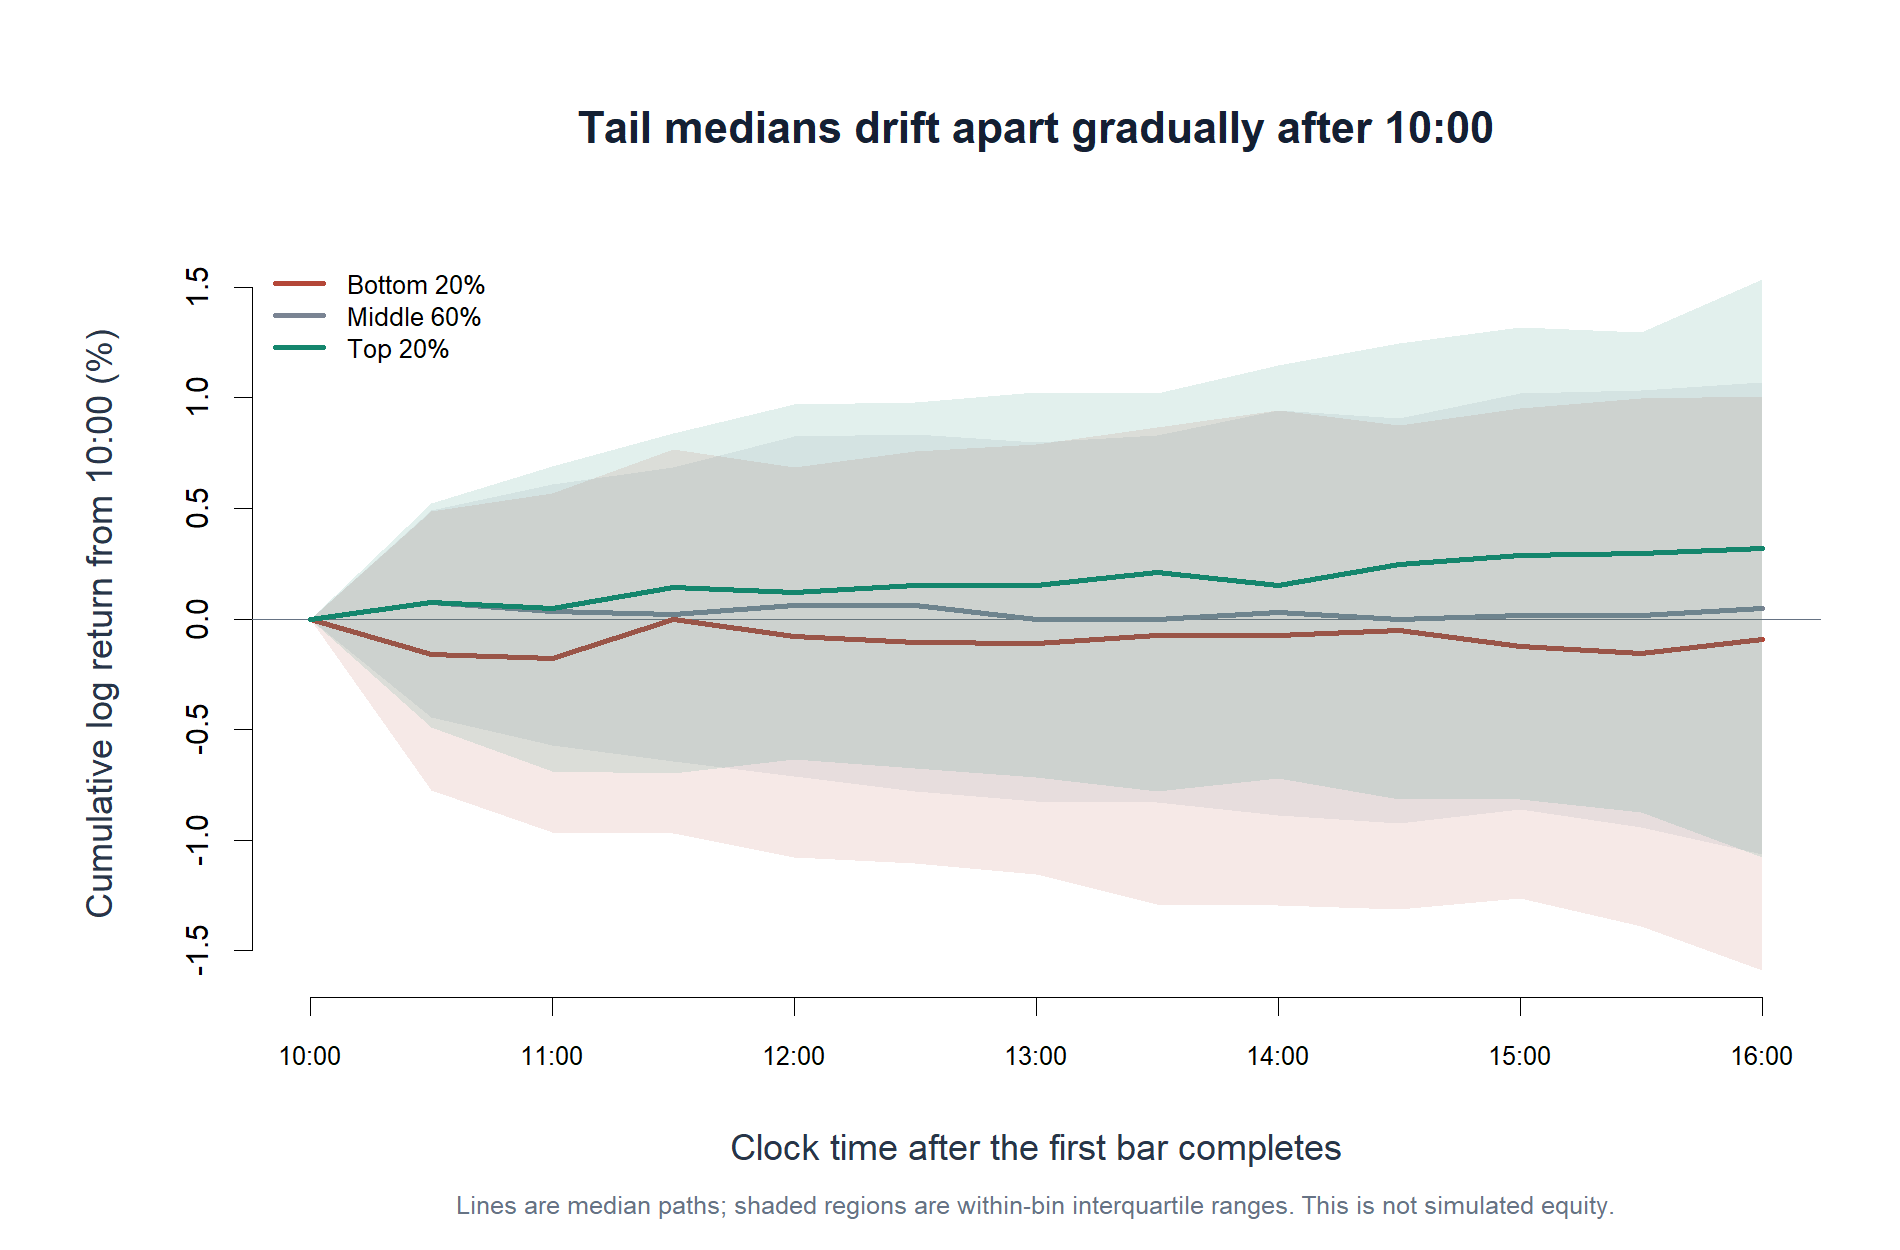 Tail medians drift apart gradually after 10:00
Bottom 20%
Middle 60%
Top 20%
Cumulative log return from 10:00 (%)
1.5
1.0
0.5
0.0
-0.5
-1.0
-1.5
10:00 11:00 12:00 13:00 14:00 15:00 16:00
Clock time after the first bar completes
Lines are median paths; shaded regions are within-bin interquartile ranges. This is not simulated equity.